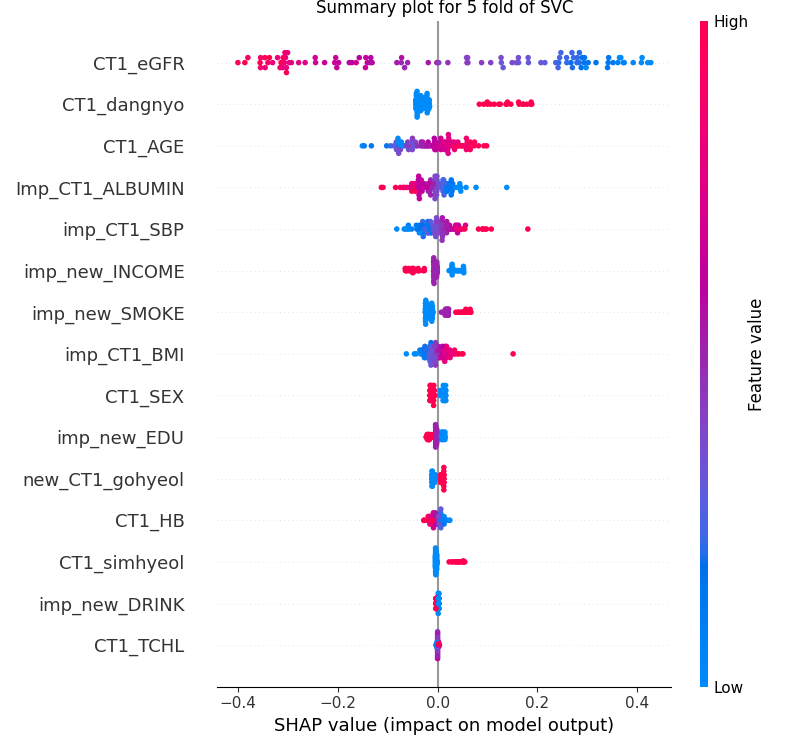 Summary plot for 5 fold of SVC
High
CT1_eGFR
CT1_dangnyo
CT1_AGE
Imp_CT1_ALBUMIN
imp_CT1_SBP
imp_new_INCOME
imp_new_SMOKE
imp_CT1_BMI
CT1_SEX
imp_new_EDU
new_CT1_gohyeol
CT1_HB
CT1_simhyeol
imp_new_DRINK
CT1_TCHL
Feature value
Low
−0.4 −0.2 0.0 0.2 0.4
SHAP value (impact on model output)